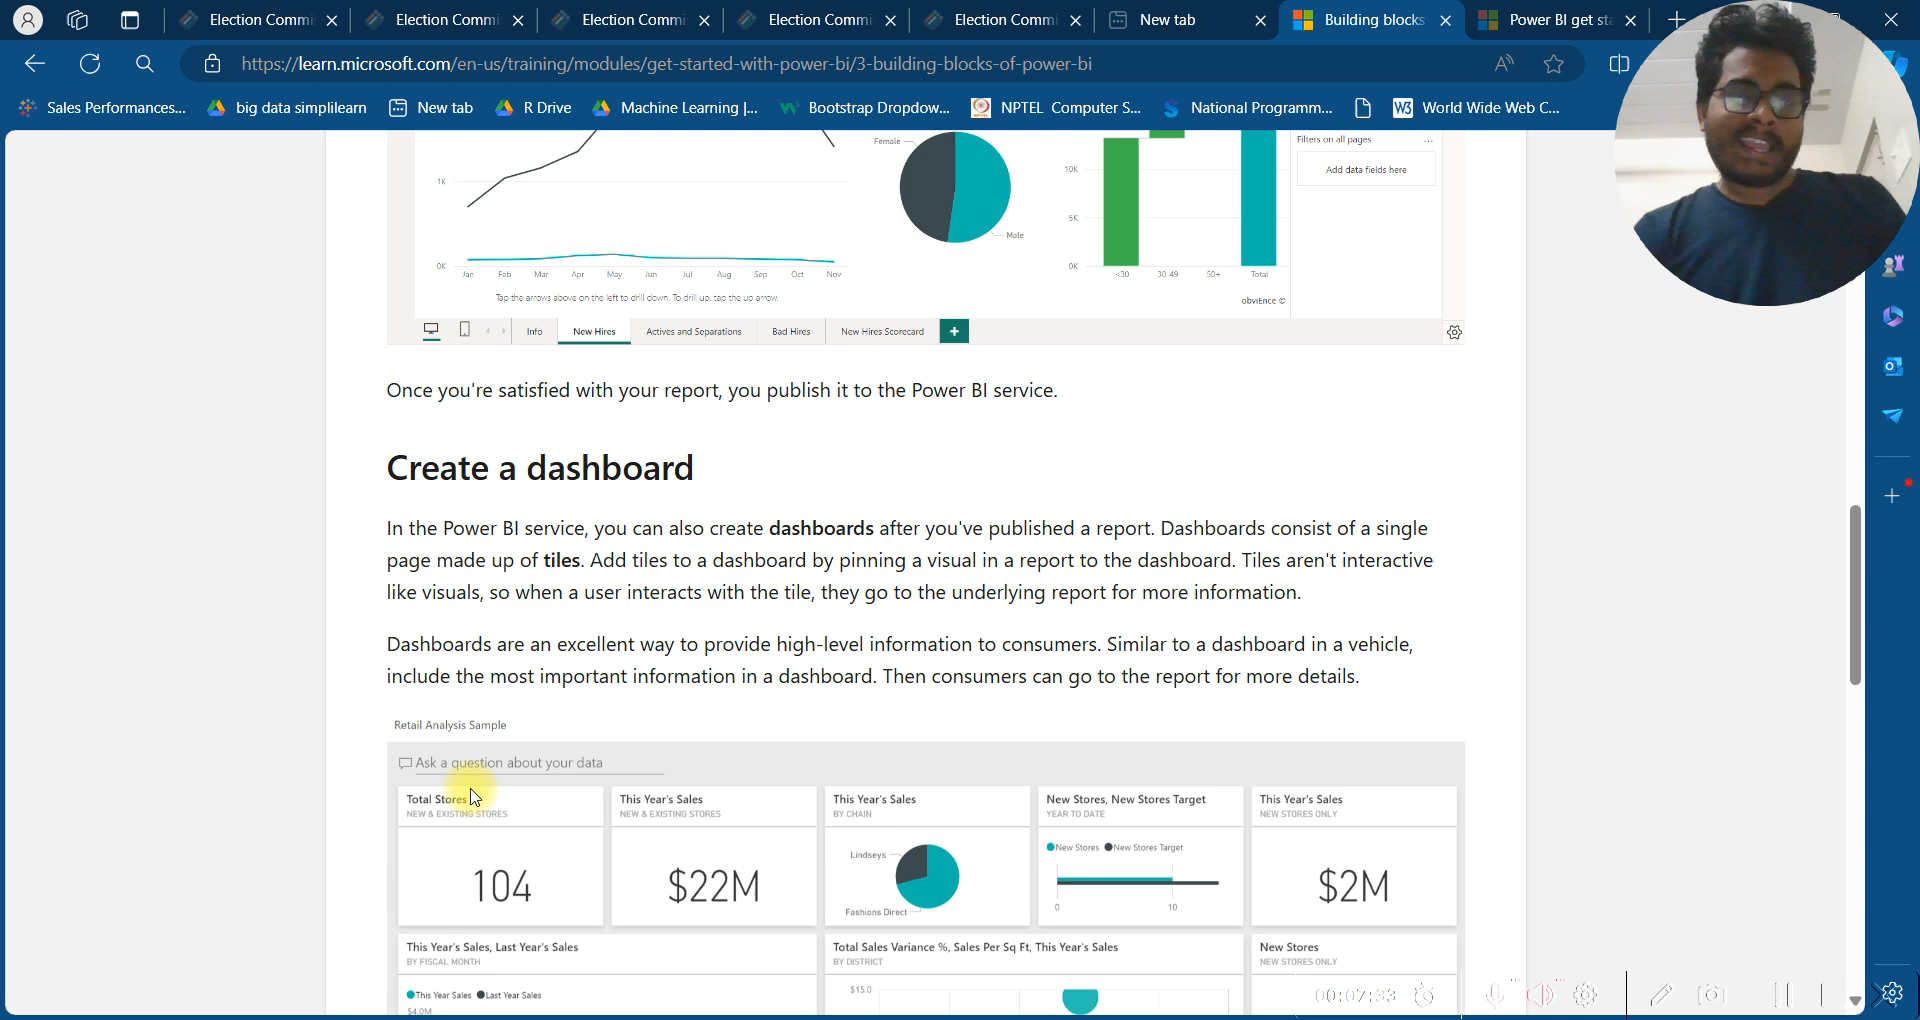 Election Commi
Election Commi
Election Commi
Election Commi
Election Commi
New tab
Building blocks
Power BI get sta
https://learn.microsoft.com/en-us/training/modules/get-started-with-power-bi/3-building-blocks-of-power-bi
Sales Performances...
big data simplilearn
New tab
R Drive
Machine Learning |...
Bootstrap Dropdow...
NPTEL Computer S...
National Programm...
W3
World Wide Web C...
1K
0K
Jan Feb Mar Apr May Jun Jul Aug Sep Oct Nov
Tap the arrows above on the left to drill down. To drill up, tap the up arrow.
Female
Male
10K
5K
0K
<30 30-49 50+ Total
obviEnce ©
Filters on all pages ...
Add data fields here
Info New Hires Actives and Separations Bad Hires New Hires Scorecard +
Once you're satisfied with your report, you publish it to the Power BI service.
Create a dashboard
In the Power BI service, you can also create dashboards after you've published a report. Dashboards consist of a single
page made up of tiles. Add tiles to a dashboard by pinning a visual in a report to the dashboard. Tiles aren't interactive
like visuals, so when a user interacts with the tile, they go to the underlying report for more information.
Dashboards are an excellent way to provide high-level information to consumers. Similar to a dashboard in a vehicle,
include the most important information in a dashboard. Then consumers can go to the report for more details.
Retail Analysis Sample
Ask a question about your data
Total Stores
NEW & EXISTING STORES
104
This Year's Sales
NEW & EXISTING STORES
$22M
This Year's Sales
BY CHAIN
Lindseys
Fashions Direct
New Stores, New Stores Target
YEAR TO DATE
New Stores New Stores Target
0 10
This Year's Sales
NEW STORES ONLY
$2M
This Year's Sales, Last Year's Sales
BY FISCAL MONTH
This Year Sales Last Year Sales
$4.0M
Total Sales Variance %, Sales Per Sq Ft, This Year's Sales
BY DISTRICT
$15.0
New Stores
NEW STORES ONLY
00:07:33